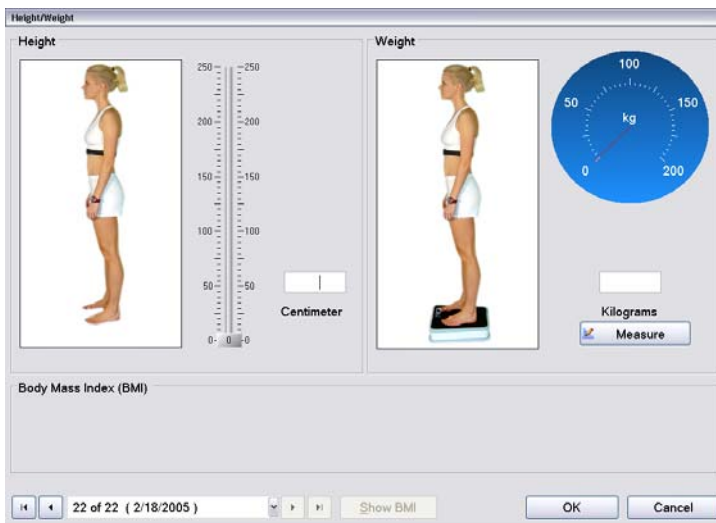 Height/Weight
Height
250 250
200 200
150 150
100 100
50 50
0 0 0
Centimeter
Weight
0
50
100
150
200
kg
Kilograms
Measure
Body Mass Index (BMI)
22 of 22 ( 2/18/2005 )
Show BMI
OK
Cancel